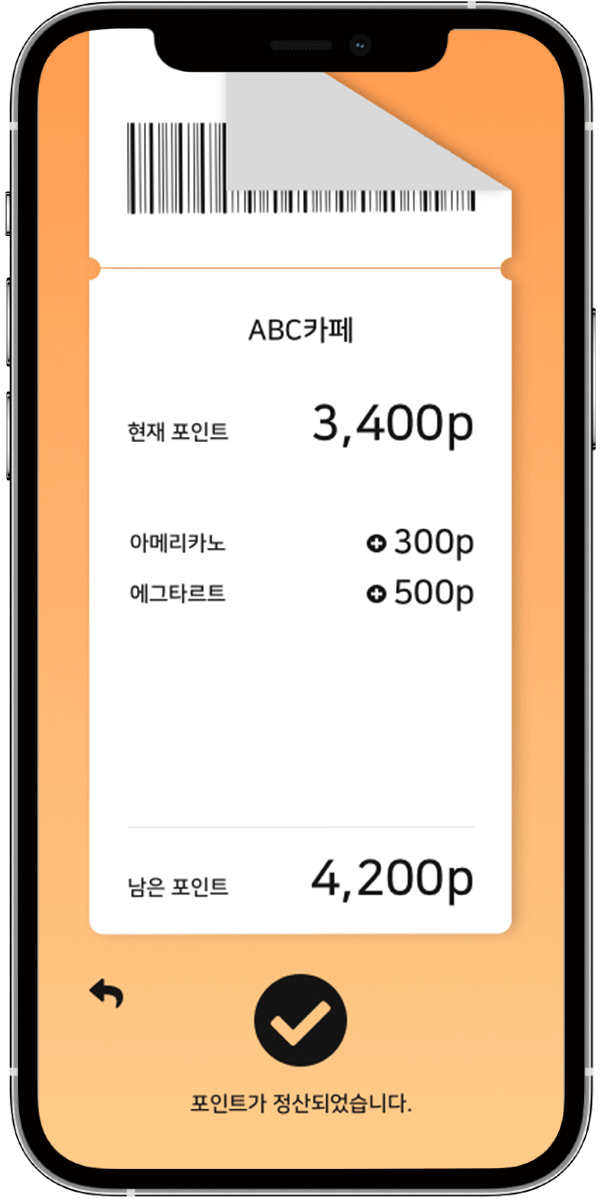 ABC카페
현재 포인트 3,400p
아메리카노 +300p
에그타르트 +500p
남은 포인트 4,200p
포인트가 정산되었습니다.